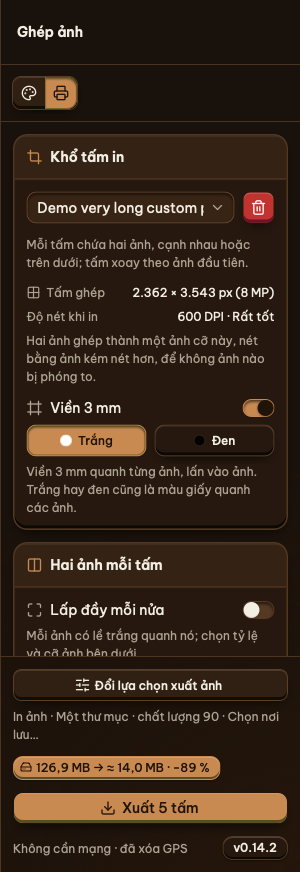 Ghép ảnh
Khổ tấm in
Demo very long custom p
Mỗi tấm chứa hai ảnh, cạnh nhau hoặc
trên dưới; tấm xoay theo ảnh đầu tiên.
Tấm ghép 2.362 × 3.543 px (8 MP)
Độ nét khi in 600 DPI · Rất tốt
Hai ảnh ghép thành một ảnh cỡ này, nét
bằng ảnh kém nét hơn, để không ảnh nào
bị phóng to.
Viền 3 mm
Trắng Đen
Viền 3 mm quanh từng ảnh, lấn vào ảnh.
Trắng hay đen cũng là màu giấy quanh
các ảnh.
Hai ảnh mỗi tấm
Lấp đầy mỗi nửa
Mỗi ảnh có lề trắng quanh nó; chọn tỷ lệ
và cỡ ảnh bên dưới
Đổi lựa chọn xuất ảnh
In ảnh · Một thư mục · chất lượng 90 · Chọn nơi
lưu…
126,9 MB → ≈ 14,0 MB · −89 %
Xuất 5 tấm
Không cần mạng · đã xóa GPS v0.14.2